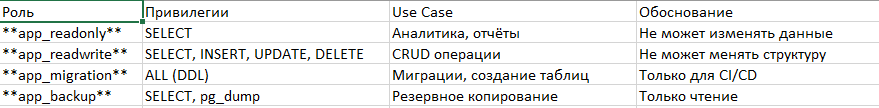 Роль Привилегии Use Case Обоснование
**app_readonly** SELECT Аналитика, отчёты Не может изменять данные
**app_readwrite** SELECT, INSERT, UPDATE, DELETE CRUD операции Не может менять структуру
**app_migration** ALL (DDL) Миграции, создание таблиц Только для CI/CD
**app_backup** SELECT, pg_dump Резервное копирование Только чтение